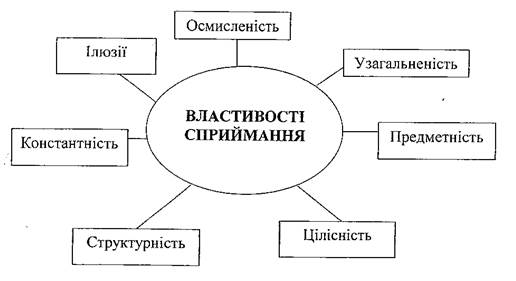 Осмисленість
Ілюзії
Узагальненість
ВЛАСТИВОСТІ
СПРИЙМАННЯ
Константність
Предметність
Структурність
Цілісність